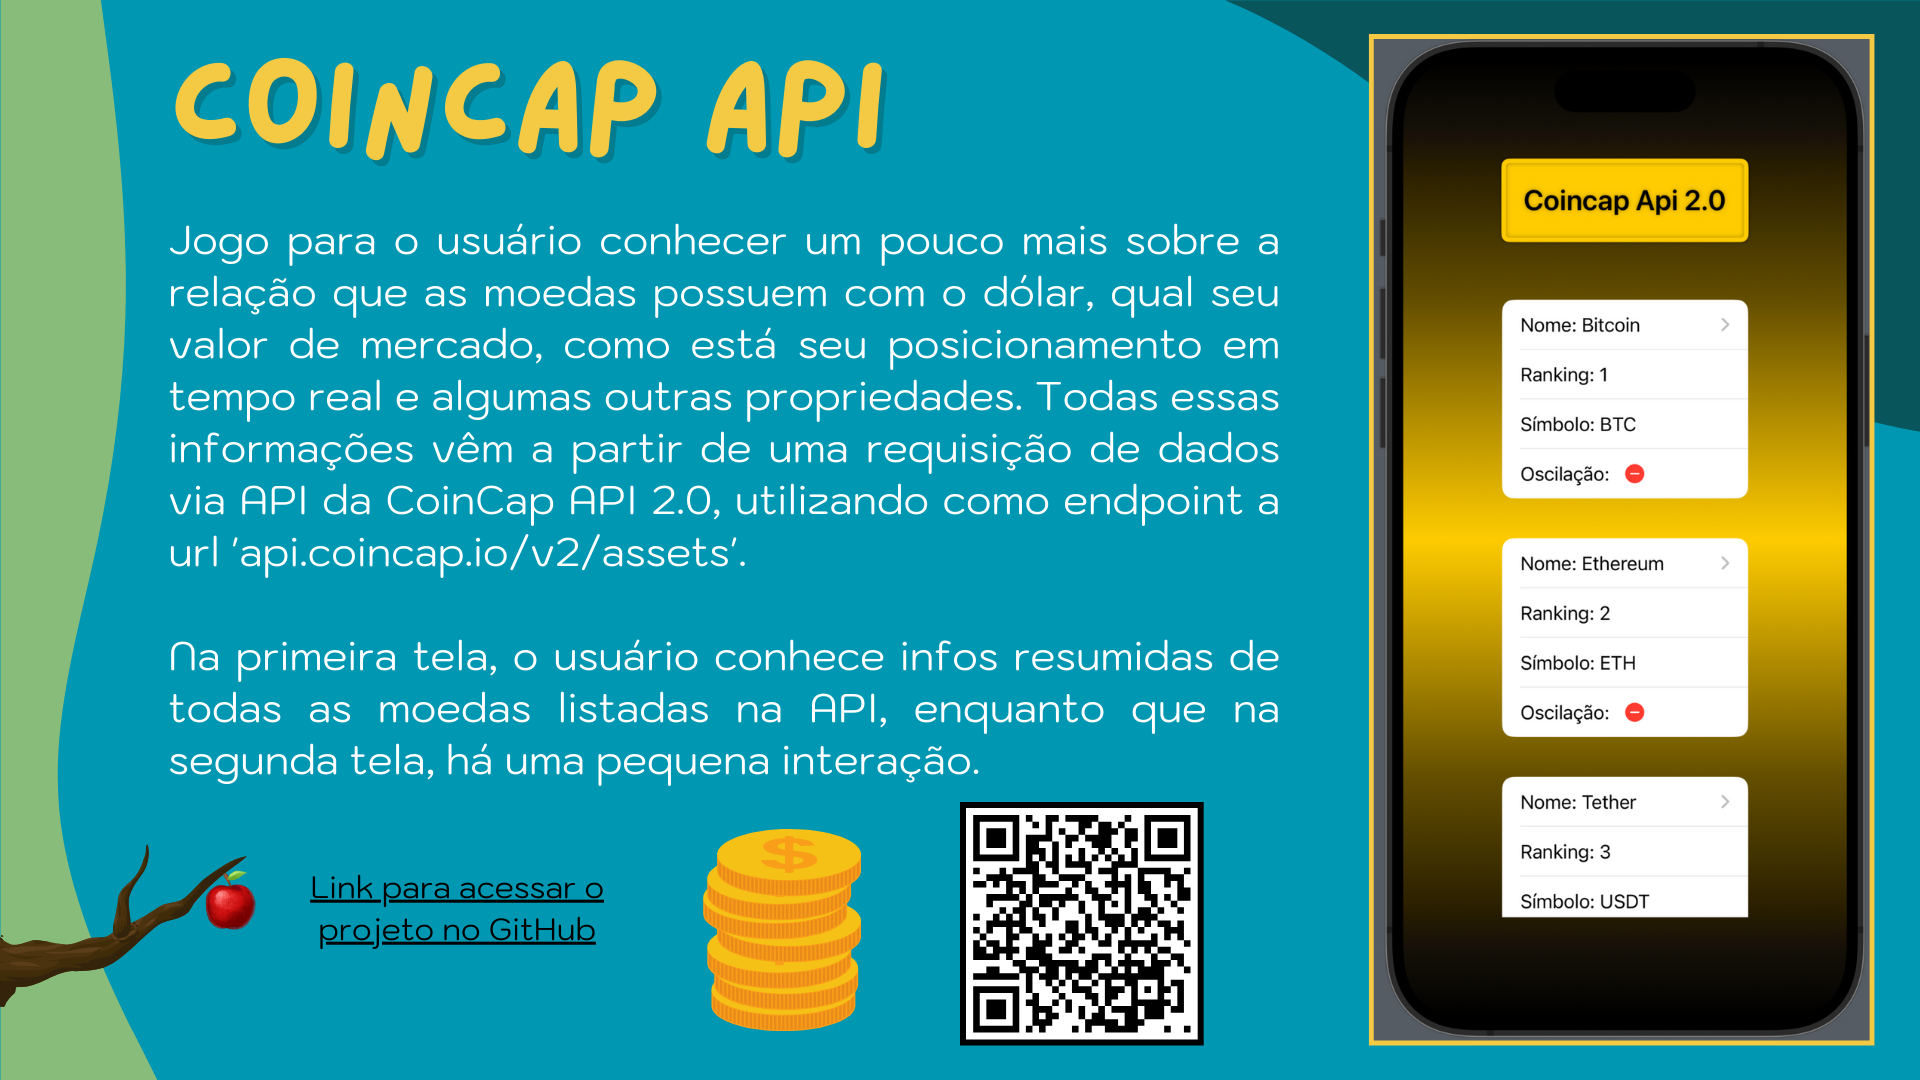 COINCAP API
Jogo para o usuário conhecer um pouco mais sobre a
relação que as moedas possuem com o dólar, qual seu
valor de mercado, como está seu posicionamento em
tempo real e algumas outras propriedades. Todas essas
informações vêm a partir de uma requisição de dados
via API da CoinCap API 2.0, utilizando como endpoint a
url 'api.coincap.io/v2/assets'.
Na primeira tela, o usuário conhece infos resumidas de
todas as moedas listadas na API, enquanto que na
segunda tela, há uma pequena interação.
Link para acessar o
projeto no GitHub
$
Coincap Api 2.0
Nome: Bitcoin
Ranking: 1
Símbolo: BTC
Oscilação:
Nome: Ethereum
Ranking: 2
Símbolo: ETH
Oscilação:
Nome: Tether
Ranking: 3
Símbolo: USDT